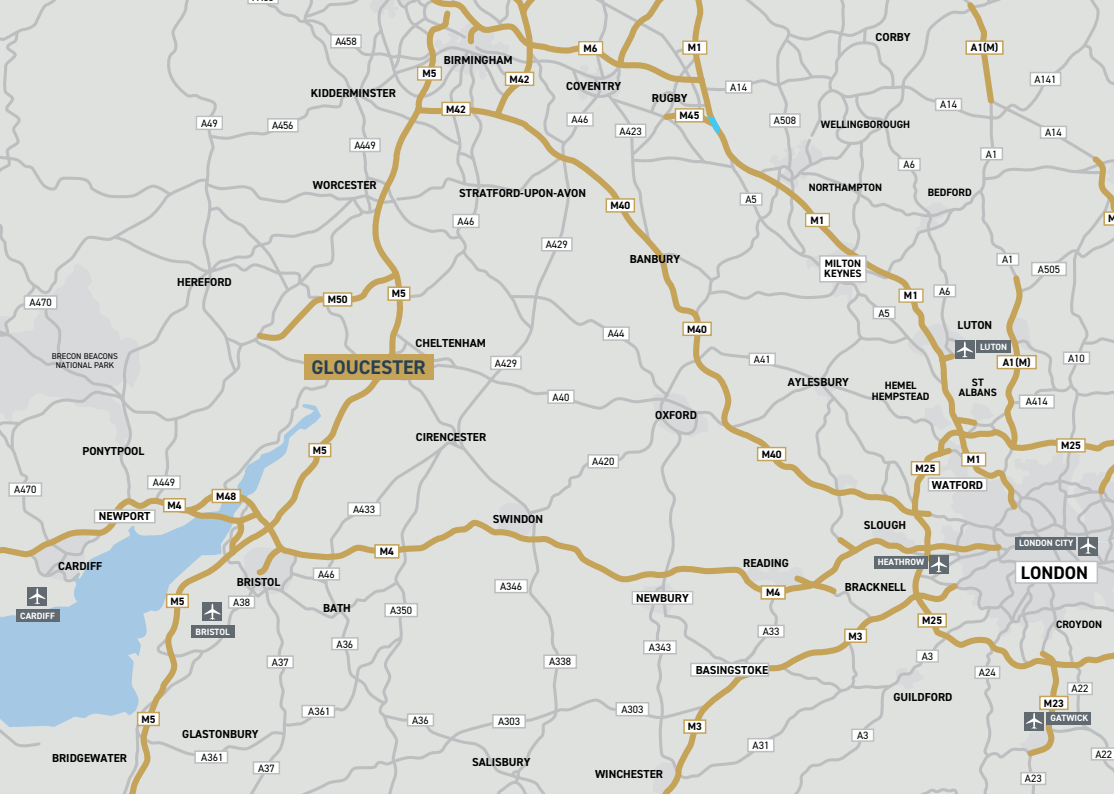 A458
CORBY
M6
M1
A1(M)
BIRMINGHAM
M5
M42
A141
KIDDERMINSTER
COVENTRY
A14
RUGBY
M42
A14
A49
A456
A46
M45
A508
WELLINGBOROUGH
A423
A14
A449
A1
A6
WORCESTER
STRATFORD-UPON-AVON
NORTHAMPTON
BEDFORD
A5
M40
A46
M1
A429
BANBURY
A1
MILTON
KEYNES
A505
HEREFORD
M50
M5
M1
A6
A470
A5
M40
LUTON
A44
CHELTENHAM
LUTON
BRECON BEACONS
NATIONAL PARK
A429
A41
A1(M)
A10
GLOUCESTER
AYLESBURY
HEMEL
HEMPSTEAD
ST
ALBANS
A40
A414
OXFORD
CIRENCESTER
M25
PONYTPOOL
M5
M40
A420
M1
M25
A470
A449
WATFORD
M48
M4
NEWPORT
A433
SWINDON
SLOUGH
LONDON CITY
M4
CARDIFF
READING
HEATHROW
LONDON
BRISTOL
A46
A346
M4
BRACKNELL
CARDIFF
M5
A38
BATH
A350
NEWBURY
BRISTOL
A33
M3
M25
CROYDON
A36
A343
A37
A338
A3
BASINGSTOKE
A24
A22
GUILDFORD
M23
A361
A303
M5
A36
A303
M3
GATWICK
GLASTONBURY
A3
A31
BRIDGEWATER
A361
A22
SALISBURY
A37
WINCHESTER
A23